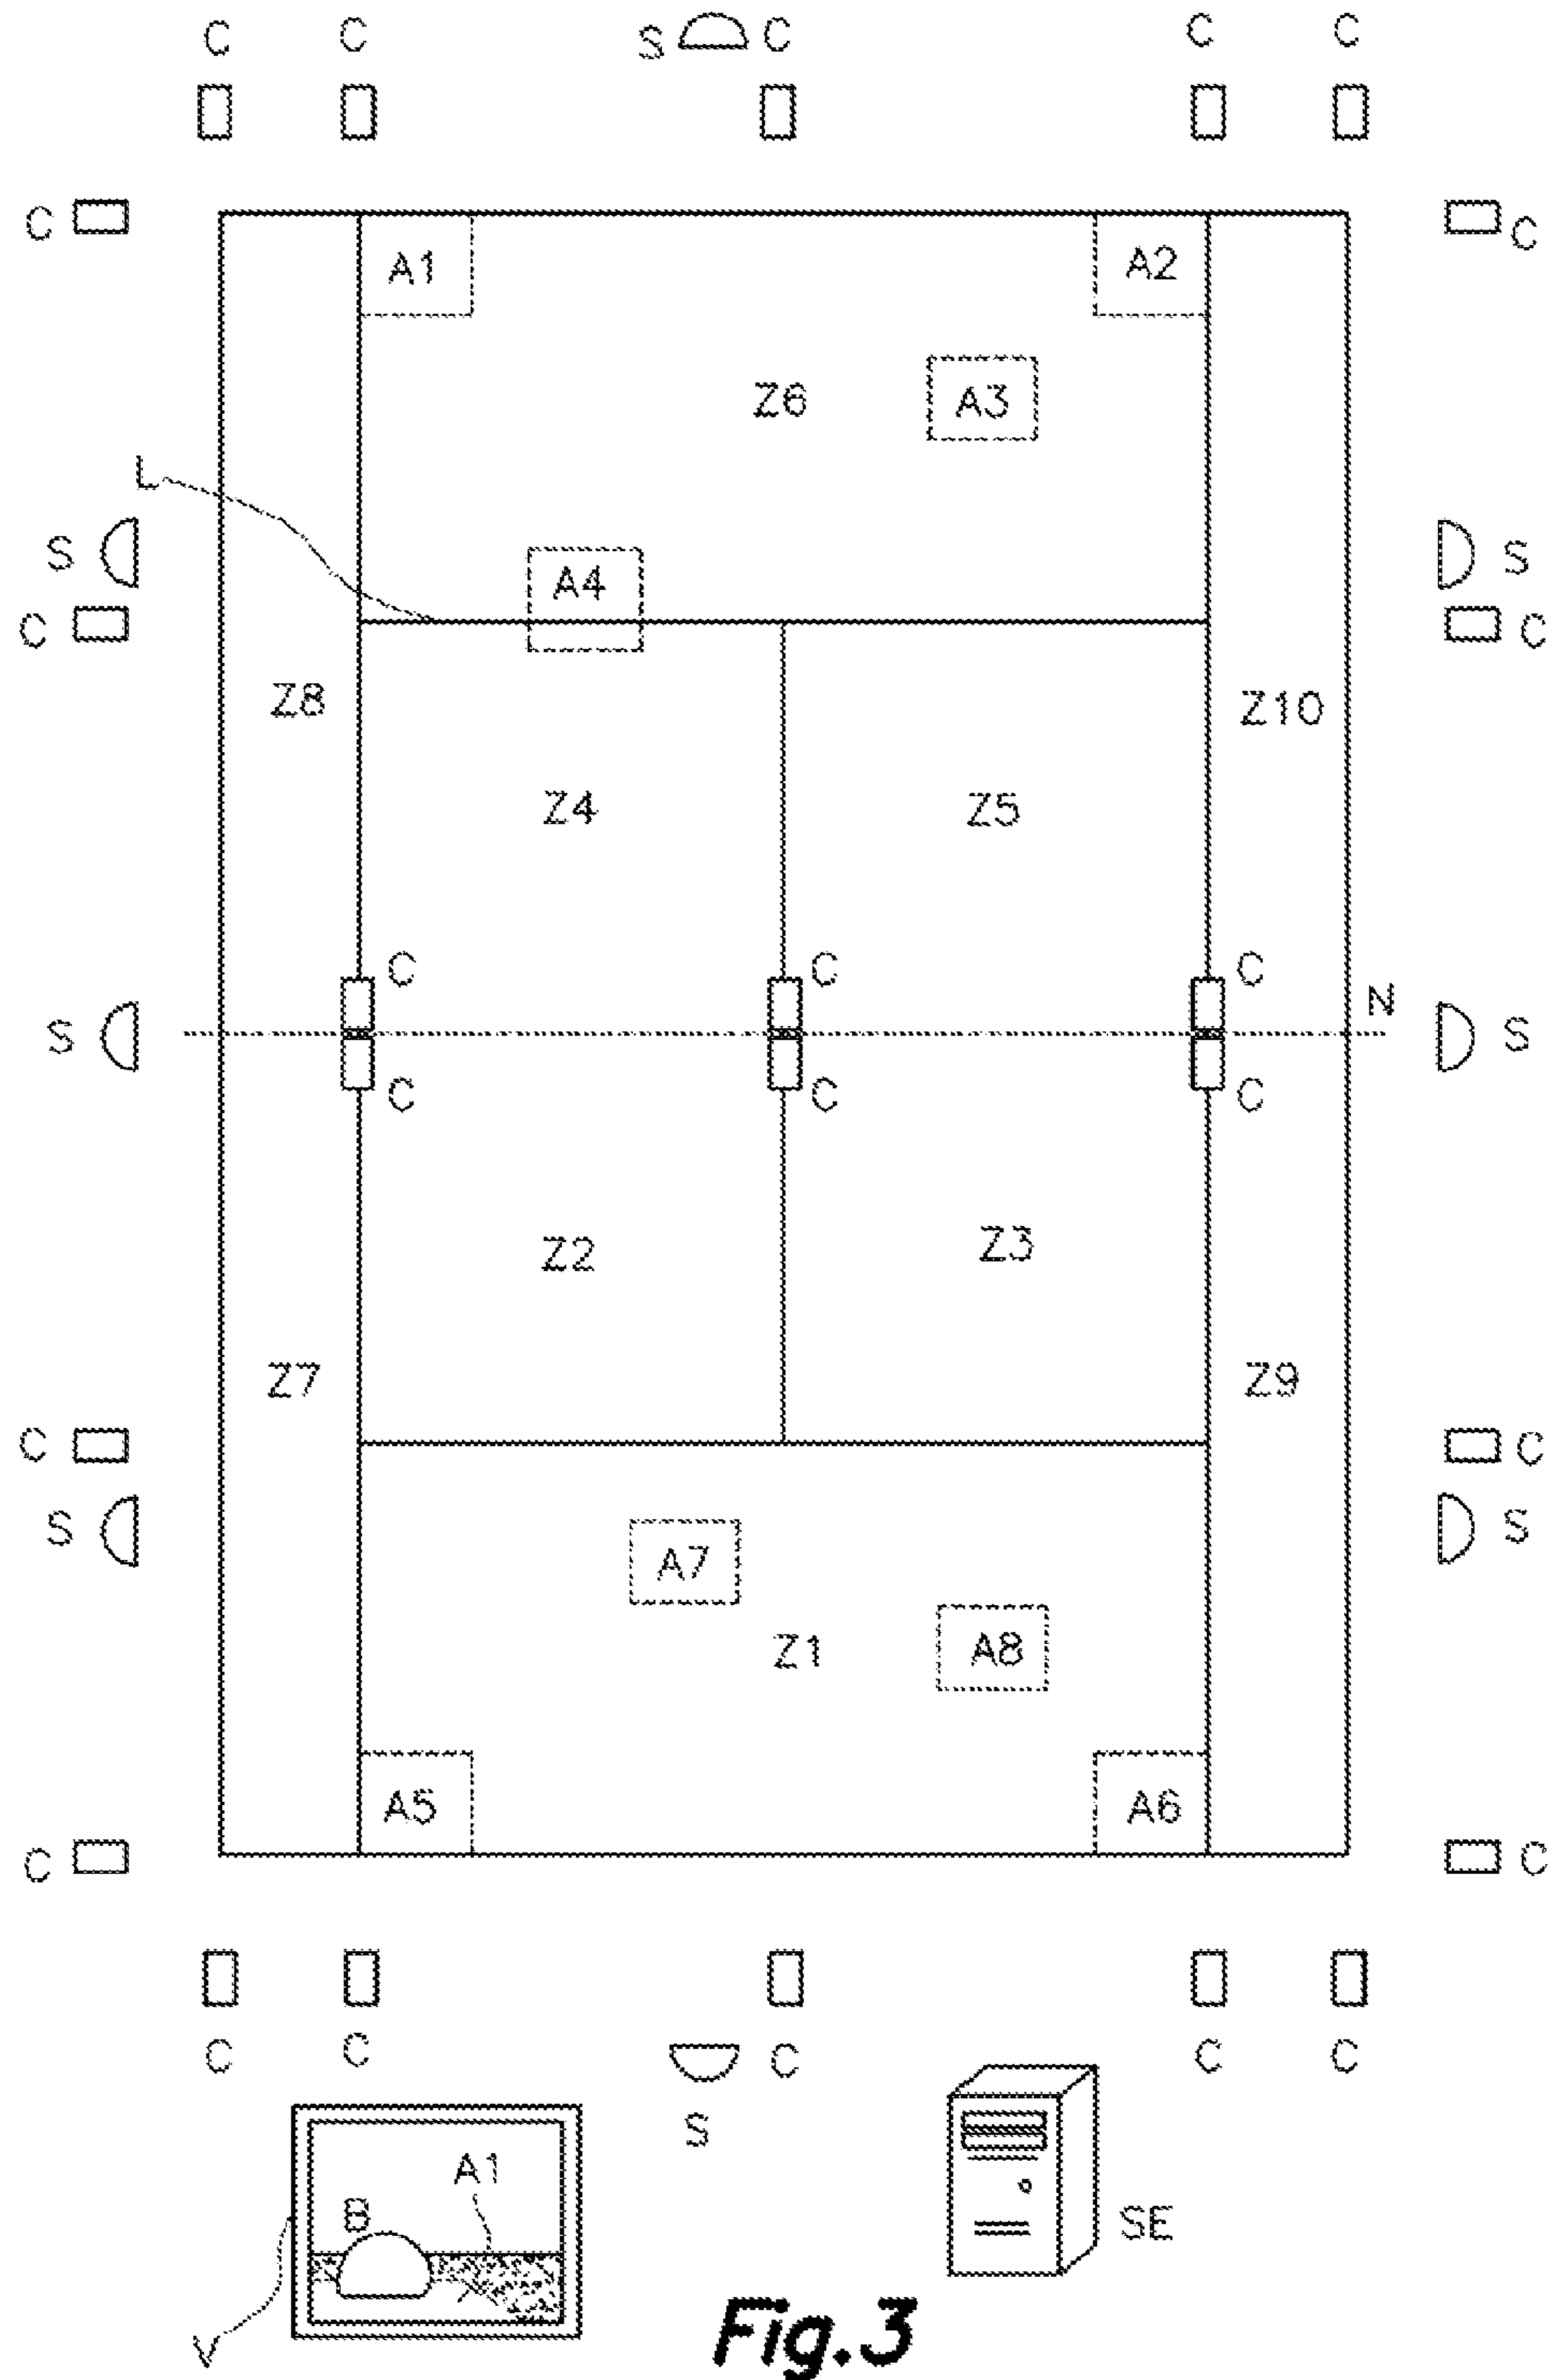 C C S C C C
C C
A1 A2
Z6 A3
L
A4
S S
C C
Z8 Z10
Z4 Z5
C C C
N
S S
C C C
Z2 Z3
Z7 Z9
C C
S S
A7
Z1 A8
A5 A6
C C
C C C C C
S
A1
B
SE
V
Fig.3